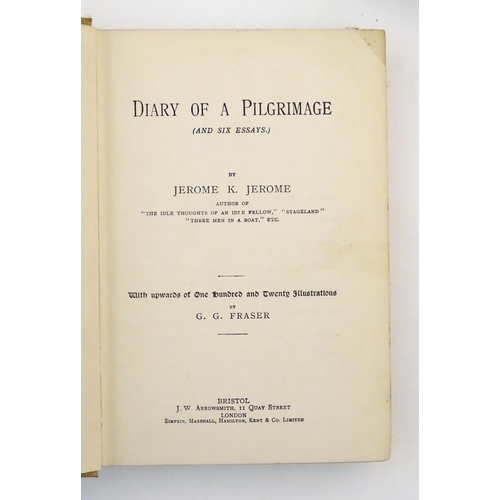 DIARY OF A PILGRIMAGE
(AND SIX ESSAYS.)
BY
JEROME K. JEROME
AUTHOR OF
"THE IDLE THOUGHTS OF AN IDLE FELLOW," "STAGELAND"
"THREE MEN IN A BOAT," ETC.
With upwards of One Hundred and Twenty Illustrations
BY
G. G. FRASER
BRISTOL
J. W. ARROWSMITH, 11 QUAY STREET
LONDON
SIMPKIN, MARSHALL, HAMILTON, KENT & CO. LIMITED